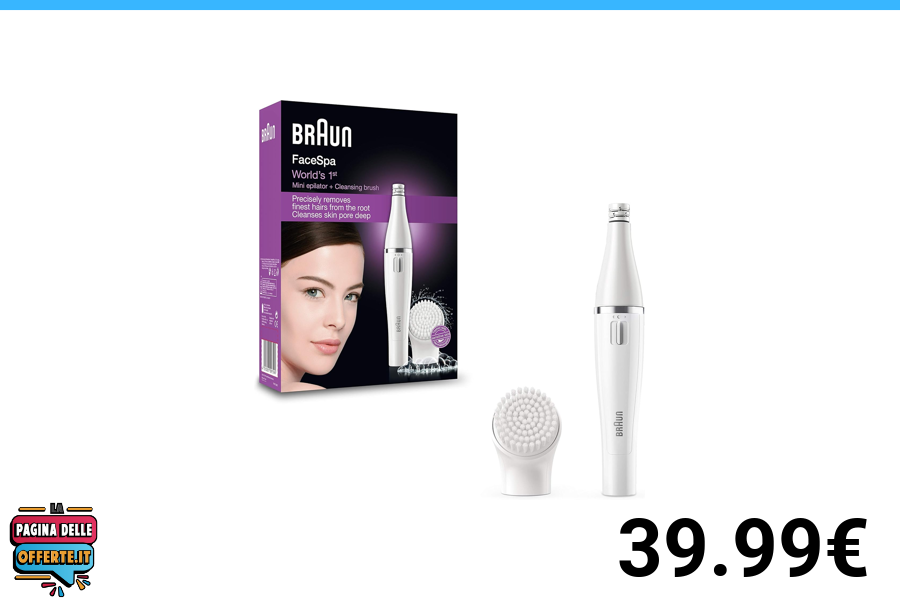 BRAUN
BRAUN
FaceSpa
World's 1st
Mini epilator + Cleansing brush
Precisely removes
finest hairs from the root
Cleanses skin pore deep
BRAUN
BRAUN
LA
PAGINA DELLE
OFFERTE.IT
39.99€